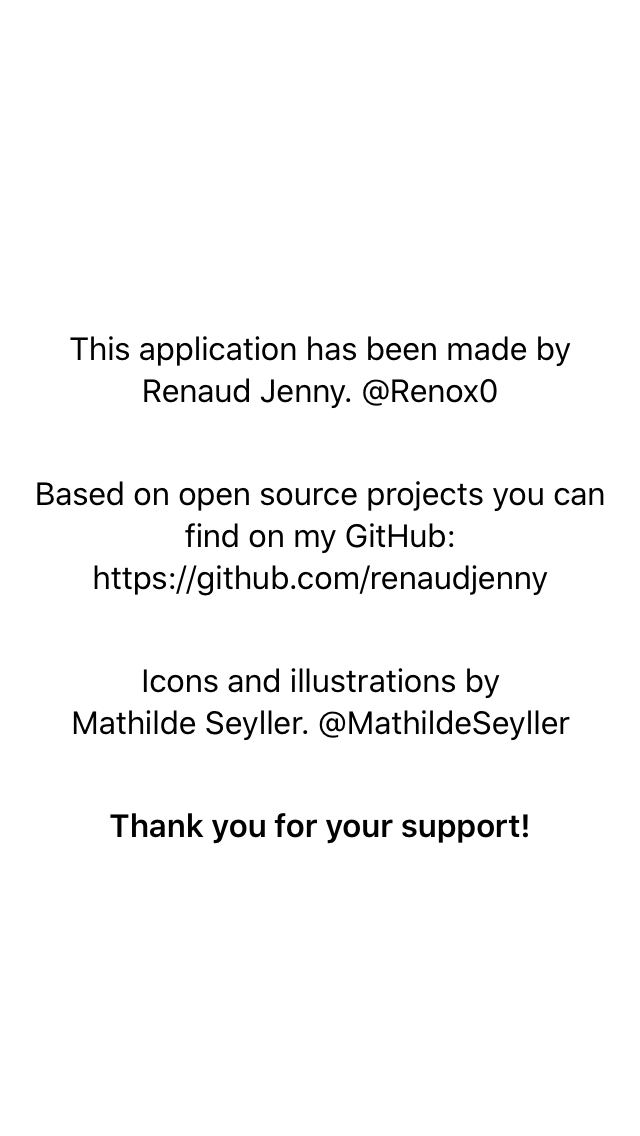 This application has been made by
Renaud Jenny. @Renox0
Based on open source projects you can
find on my GitHub:
https://github.com/renaudjenny
Icons and illustrations by
Mathilde Seyller. @MathildeSeyller
Thank you for your support!